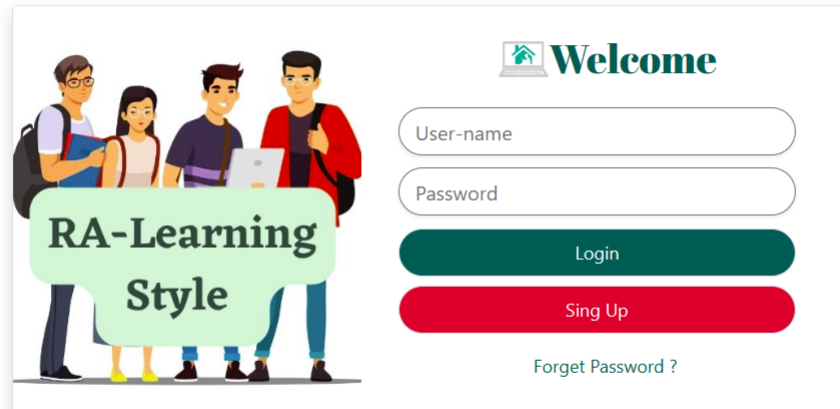 Welcome
User-name
Password
Login
Sing Up
Forget Password ?
RA-Learning
Style